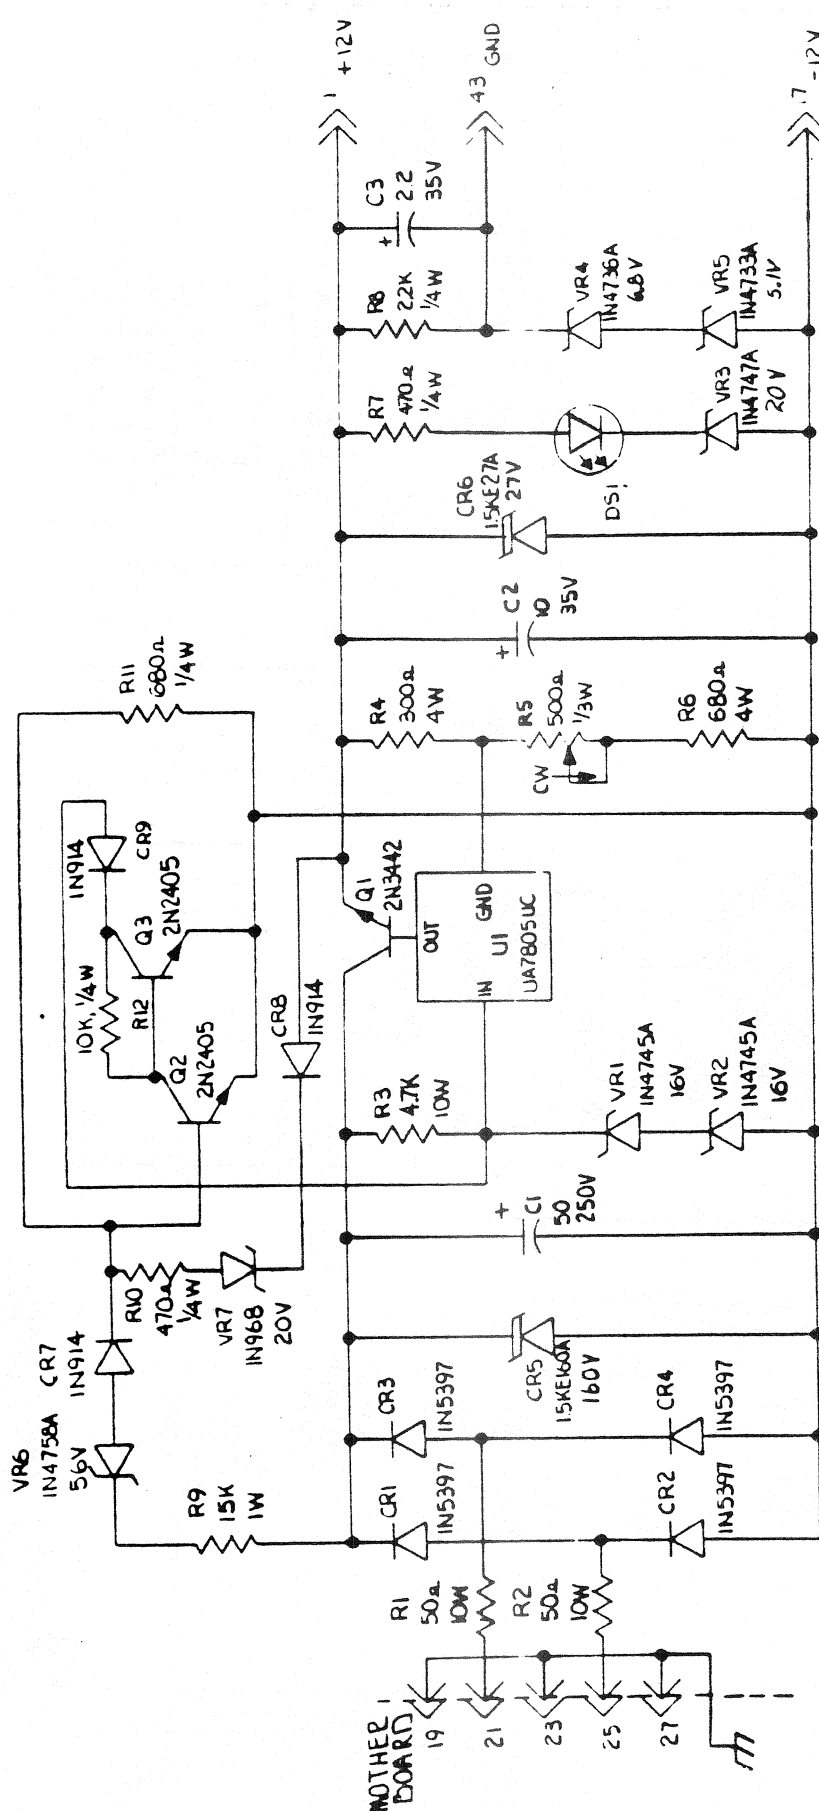 1
+12V
43
GND
17
-12V
C3
2.2
35V
+
R8
2.2K
1/4W
VR4
1N4736A
6.8V
VR5
1N4733A
5.1V
R7
470Ω
1/4W
DS1
VR3
1N4747A
20V
CR6
1.5KE27A
27V
C2
10
35V
+
R11
680Ω
1/4W
R4
300Ω
4W
R5
500Ω
1/3W
CW
R6
680Ω
4W
1N914
CR9
Q3
2N2405
10K, 1/4W
R12
Q2
2N2405
CR8
1N914
Q1
2N3442
OUT
GND
U1
IN
UA7805UC
R3
4.7K
10W
VR1
1N4745A
16V
VR2
1N4745A
16V
+
C1
50
250V
R10
470Ω
1/4W
VR7
1N968
20V
CR7
1N914
CR5
1.5KE160A
160V
VR6
1N4758A
56V
R9
15K
1W
CR3
1N5397
CR4
1N5397
CR1
1N5397
CR2
1N5397
R1
50Ω
10W
R2
50Ω
10W
MOTHER
BOARD
19
21
23
25
27